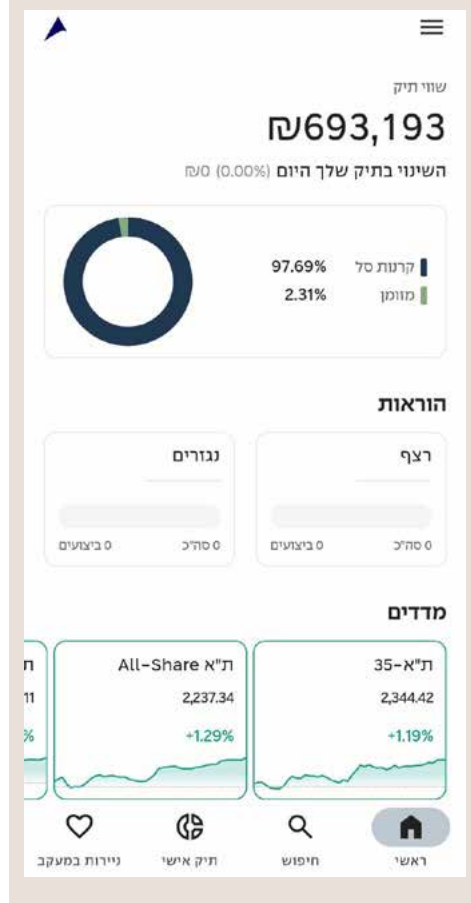 שווי תיק
₪693,193
השינוי בתיק שלך היום ₪0 (0.00%)
קרנות סל 97.69%
מזומן 2.31%
הוראות
רצף
0 סה"כ 0 ביצועים
נגזרים
0 סה"כ 0 ביצועים
מדדים
ת"א-35
2,344.42
+1.19%
ת"א All-Share
2,237.34
+1.29%
ת
11
%
ראשי
חיפוש
תיק אישי
ניירות במעקב